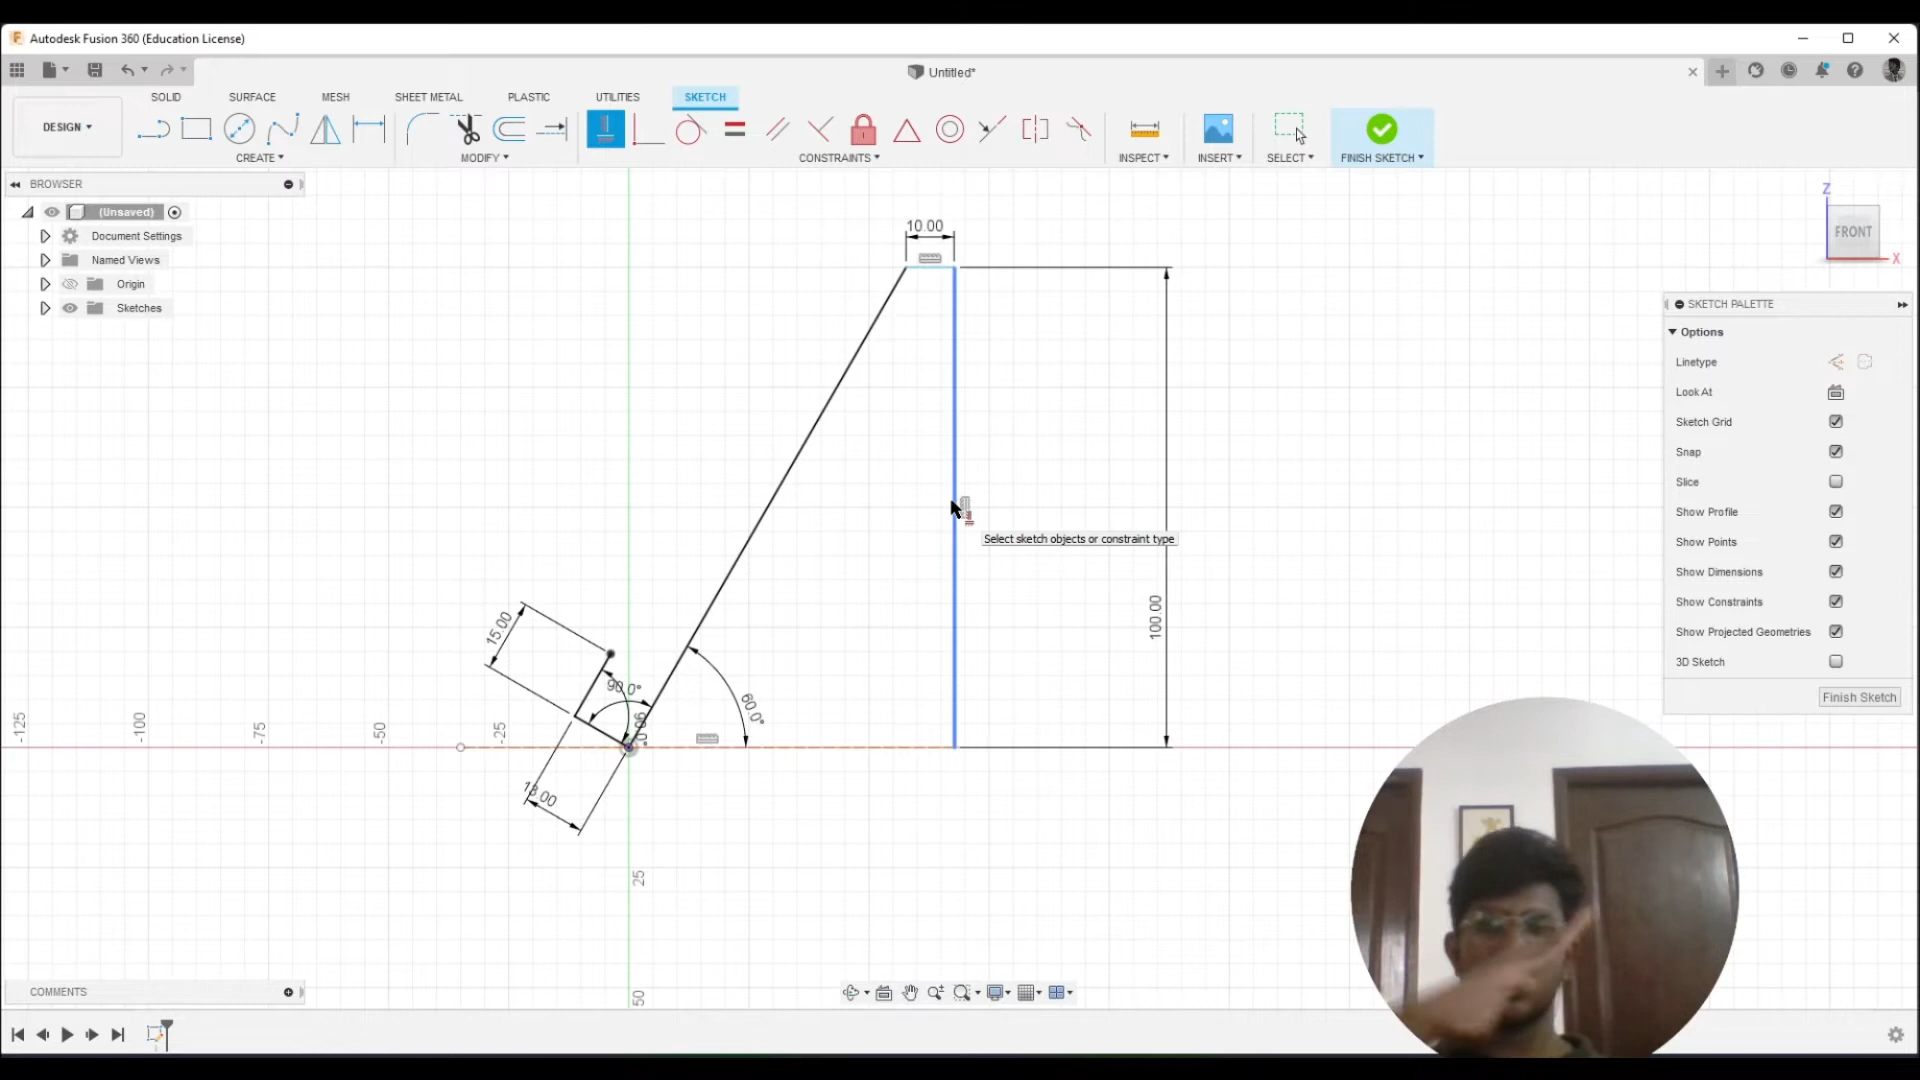 Autodesk Fusion 360 (Education License)
Untitled*
SOLID SURFACE MESH SHEET METAL PLASTIC UTILITIES SKETCH
DESIGN
CREATE MODIFY CONSTRAINTS INSPECT INSERT SELECT FINISH SKETCH
BROWSER
(Unsaved)
Document Settings
Named Views
Origin
Sketches
10.00
100.00
Select sketch objects or constraint type
15.00
90.0°
90.0°
60.0°
18.00
-125
-100
-75
-50
-25
25
50
Z
FRONT
X
SKETCH PALETTE
Options
Linetype
Look At
Sketch Grid
Snap
Slice
Show Profile
Show Points
Show Dimensions
Show Constraints
Show Projected Geometries
3D Sketch
Finish Sketch
COMMENTS